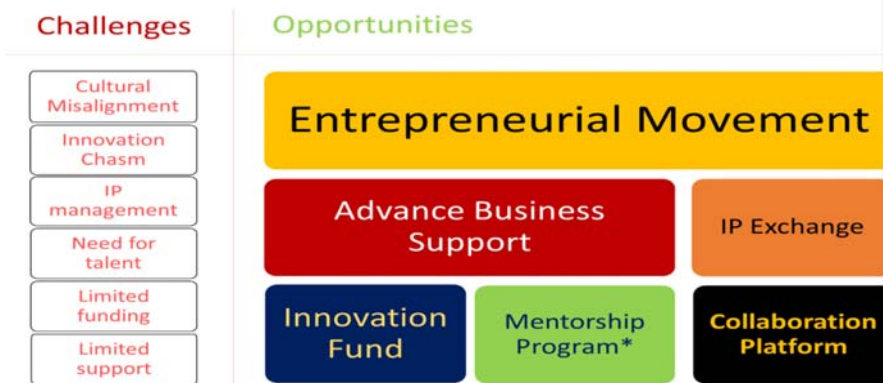 Challenges
Opportunities
Cultural
Misalignment
Innovation
Chasm
IP
management
Need for
talent
Limited
funding
Limited
support
Entrepreneurial Movement
Advance Business
Support
IP Exchange
Innovation
Fund
Mentorship
Program*
Collaboration
Platform